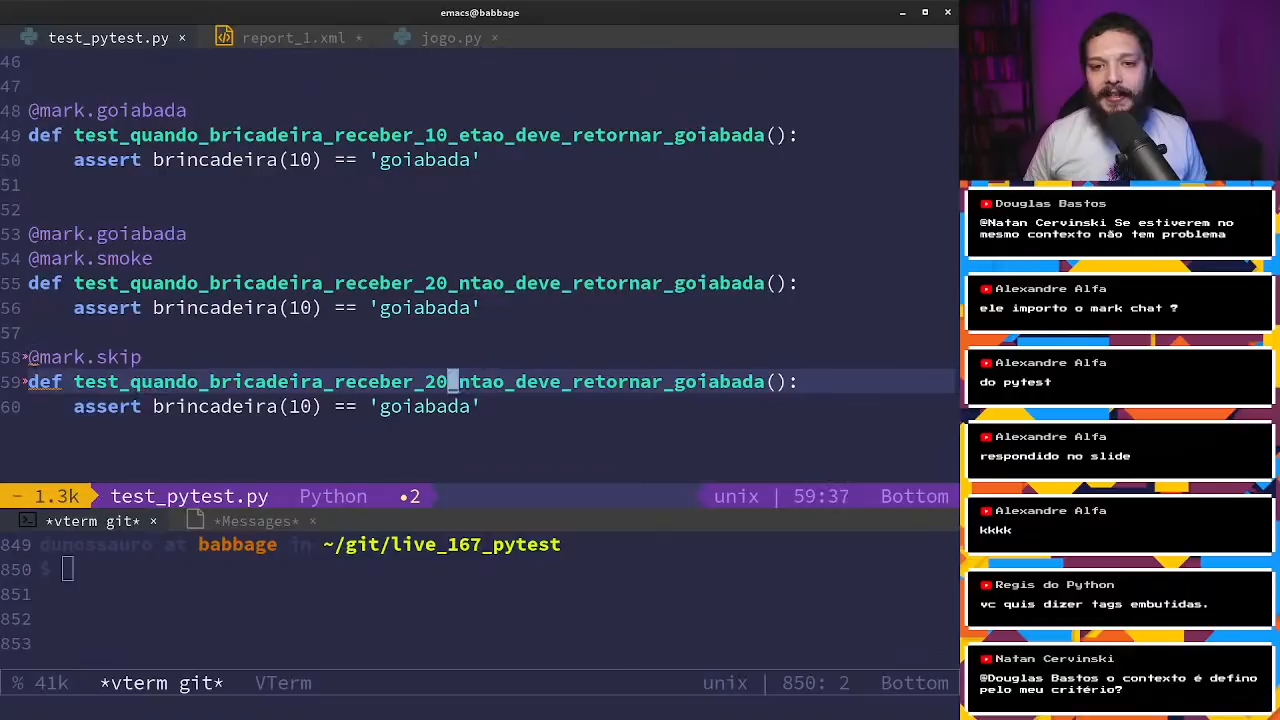 emacs@babbage
test_pytest.py × report_1.xml • jogo.py ×
46
47
48 @mark.goiabada
49 def test_quando_bricadeira_receber_10_etao_deve_retornar_goiabada():
50 assert brincadeira(10) == 'goiabada'
51
52
53 @mark.goiabada
54 @mark.smoke
55 def test_quando_bricadeira_receber_20_ntao_deve_retornar_goiabada():
56 assert brincadeira(10) == 'goiabada'
57
58 @mark.skip
59 def test_quando_bricadeira_receber_20_ntao_deve_retornar_goiabada():
60 assert brincadeira(10) == 'goiabada'
- 1.3k test_pytest.py Python •2 unix | 59:37 Bottom
*vterm git* × *Messages* ×
849 dunossauro at babbage in ~/git/live_167_pytest
850 $
851
852
853
% 41k *vterm git* VTerm unix | 850: 2 Bottom
Douglas Bastos
@Natan Cervinski Se estiverem no
mesmo contexto não tem problema
Alexandre Alfa
ele importo o mark chat ?
Alexandre Alfa
do pytest
Alexandre Alfa
respondido no slide
Alexandre Alfa
kkkk
Regis do Python
vc quis dizer tags embutidas.
Natan Cervinski
@Douglas Bastos o contexto é defino
pelo meu critério?